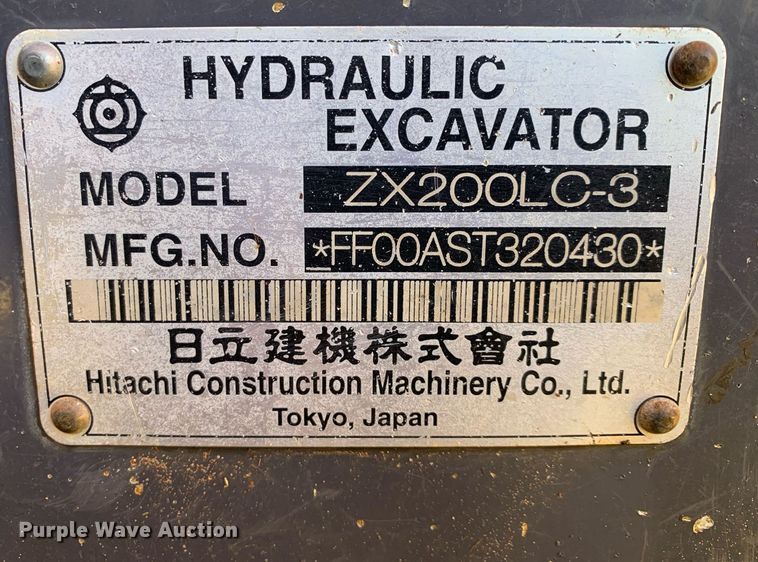 HYDRAULIC
EXCAVATOR
MODEL ZX200LC-3
MFG.NO. *FF00AST320430*
日立建機株式會社
Hitachi Construction Machinery Co., Ltd.
Tokyo, Japan
Purple Wave Auction